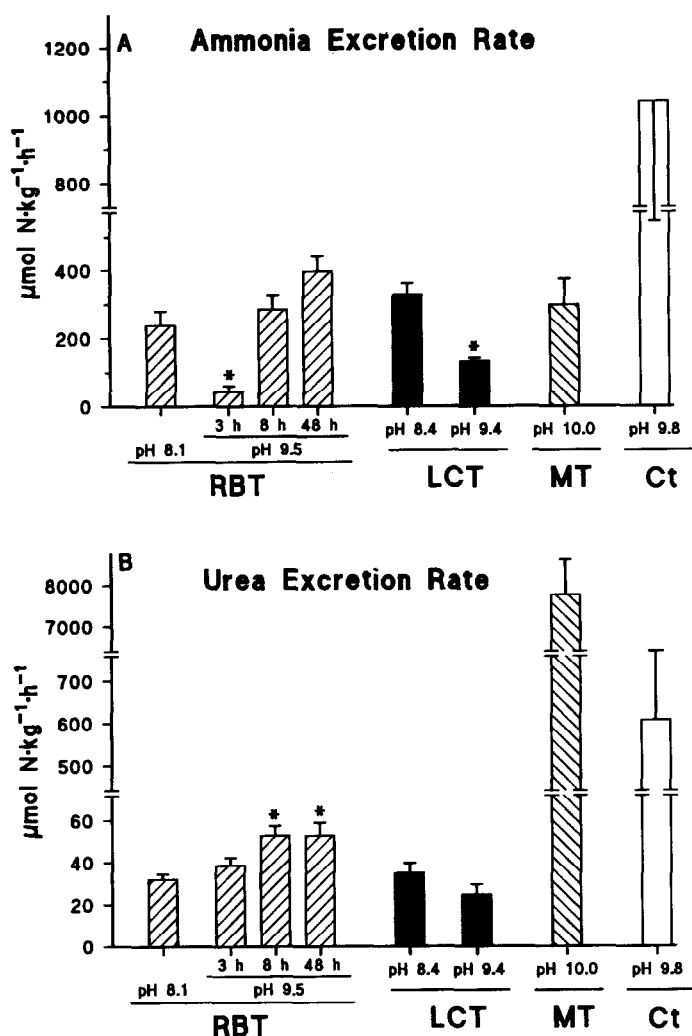 A Ammonia Excretion Rate
μmol N·kg⁻¹·h⁻¹
1200
1000
800
400
200
0
*
*
3 h 8 h 48 h
pH 8.1 pH 9.5 pH 8.4 pH 9.4 pH 10.0 pH 9.8
RBT LCT MT Ct
B Urea Excretion Rate
μmol N·kg⁻¹·h⁻¹
8000
7000
700
600
500
60
40
20
0
* *
3 h 8 h 48 h
pH 8.1 pH 9.5 pH 8.4 pH 9.4 pH 10.0 pH 9.8
RBT LCT MT Ct